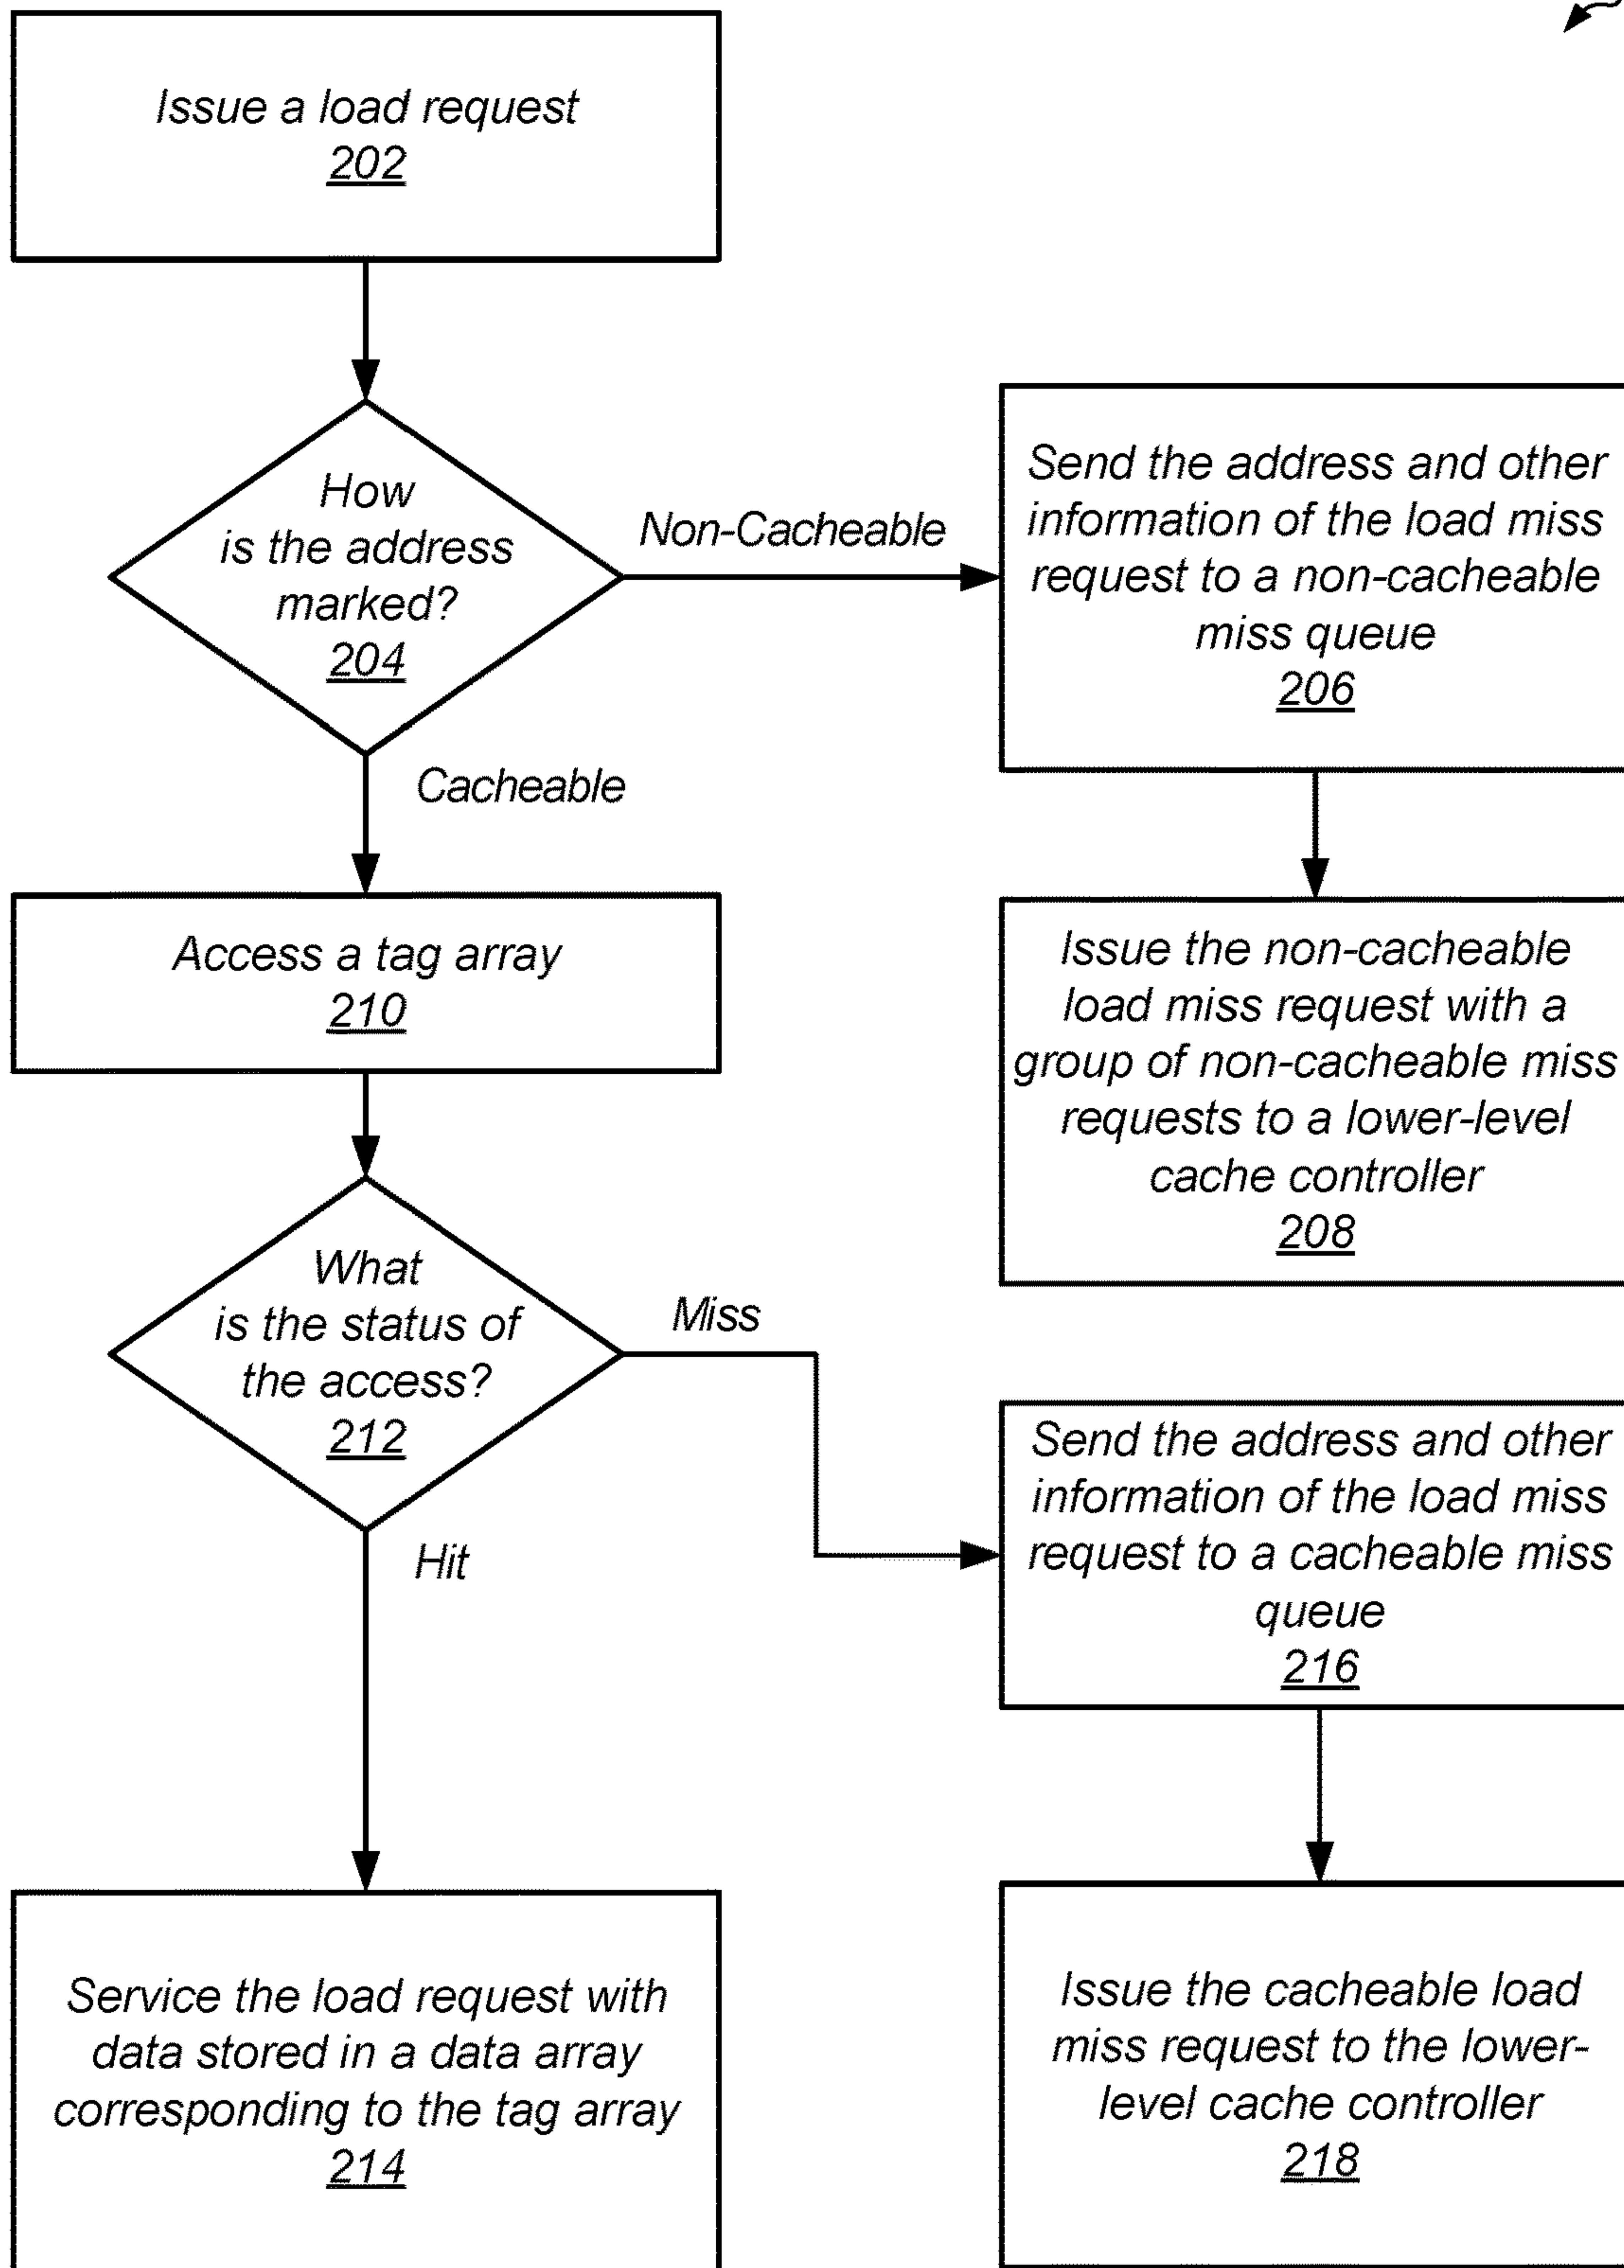 Issue a load request
202
How
is the address
marked?
204
Non-Cacheable
Send the address and other
information of the load miss
request to a non-cacheable
miss queue
206
Cacheable
Access a tag array
210
Issue the non-cacheable
load miss request with a
group of non-cacheable miss
requests to a lower-level
cache controller
208
What
is the status of
the access?
212
Miss
Hit
Send the address and other
information of the load miss
request to a cacheable miss
queue
216
Service the load request with
data stored in a data array
corresponding to the tag array
214
Issue the cacheable load
miss request to the lower-
level cache controller
218